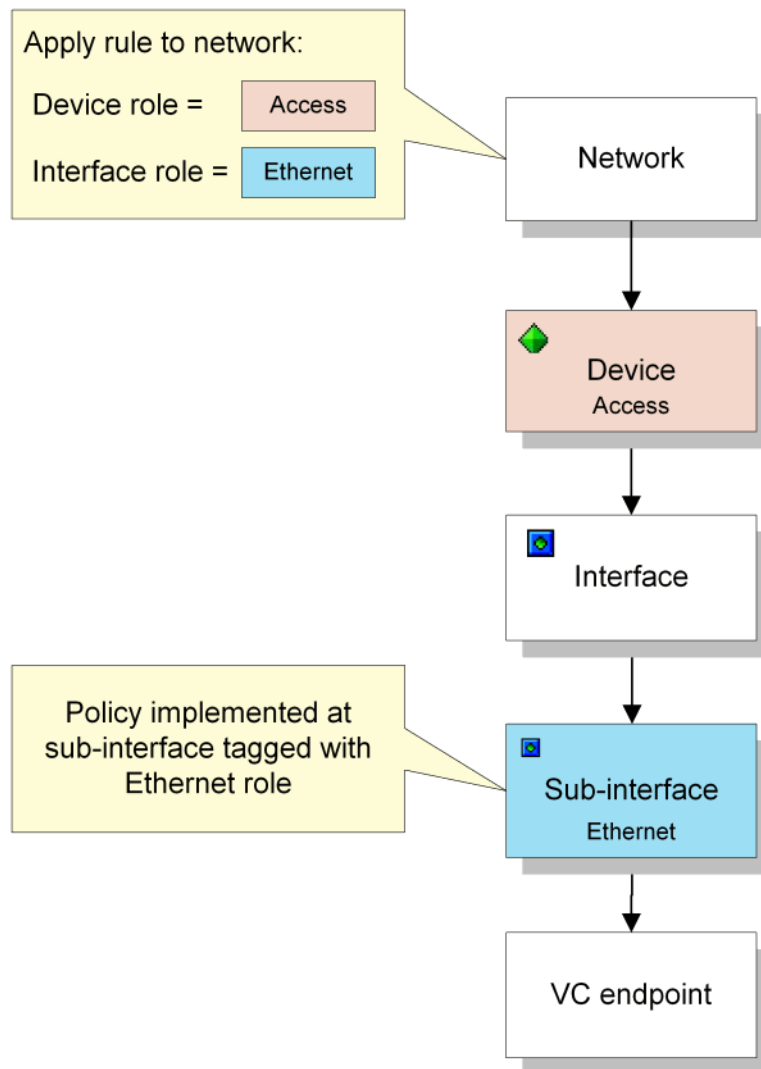 Apply rule to network:
Device role =
Access
Interface role =
Ethernet
Network
Device
Access
Interface
Policy implemented at
sub-interface tagged with
Ethernet role
Sub-interface
Ethernet
VC endpoint